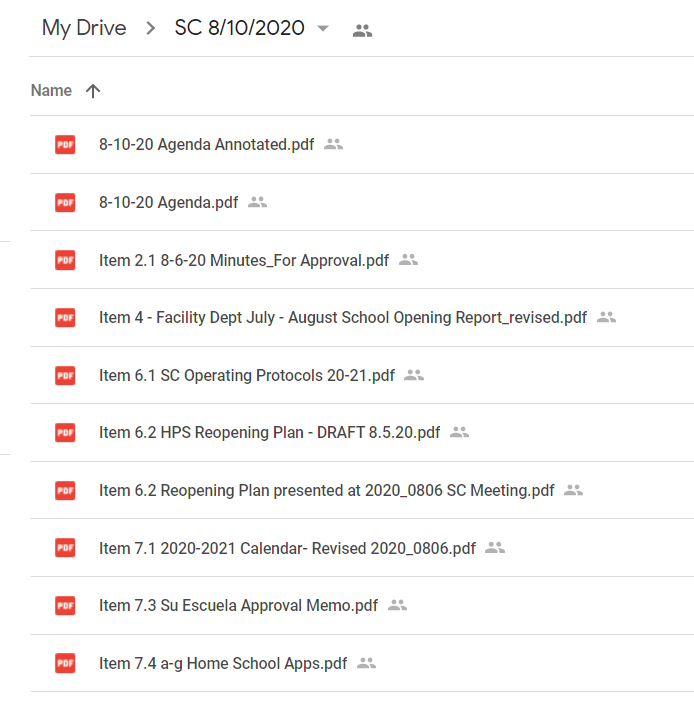 My Drive > SC 8/10/2020
Name
PDF 8-10-20 Agenda Annotated.pdf
PDF 8-10-20 Agenda.pdf
PDF Item 2.1 8-6-20 Minutes_For Approval.pdf
PDF Item 4 - Facility Dept July - August School Opening Report_revised.pdf
PDF Item 6.1 SC Operating Protocols 20-21.pdf
PDF Item 6.2 HPS Reopening Plan - DRAFT 8.5.20.pdf
PDF Item 6.2 Reopening Plan presented at 2020_0806 SC Meeting.pdf
PDF Item 7.1 2020-2021 Calendar- Revised 2020_0806.pdf
PDF Item 7.3 Su Escuela Approval Memo.pdf
PDF Item 7.4 a-g Home School Apps.pdf